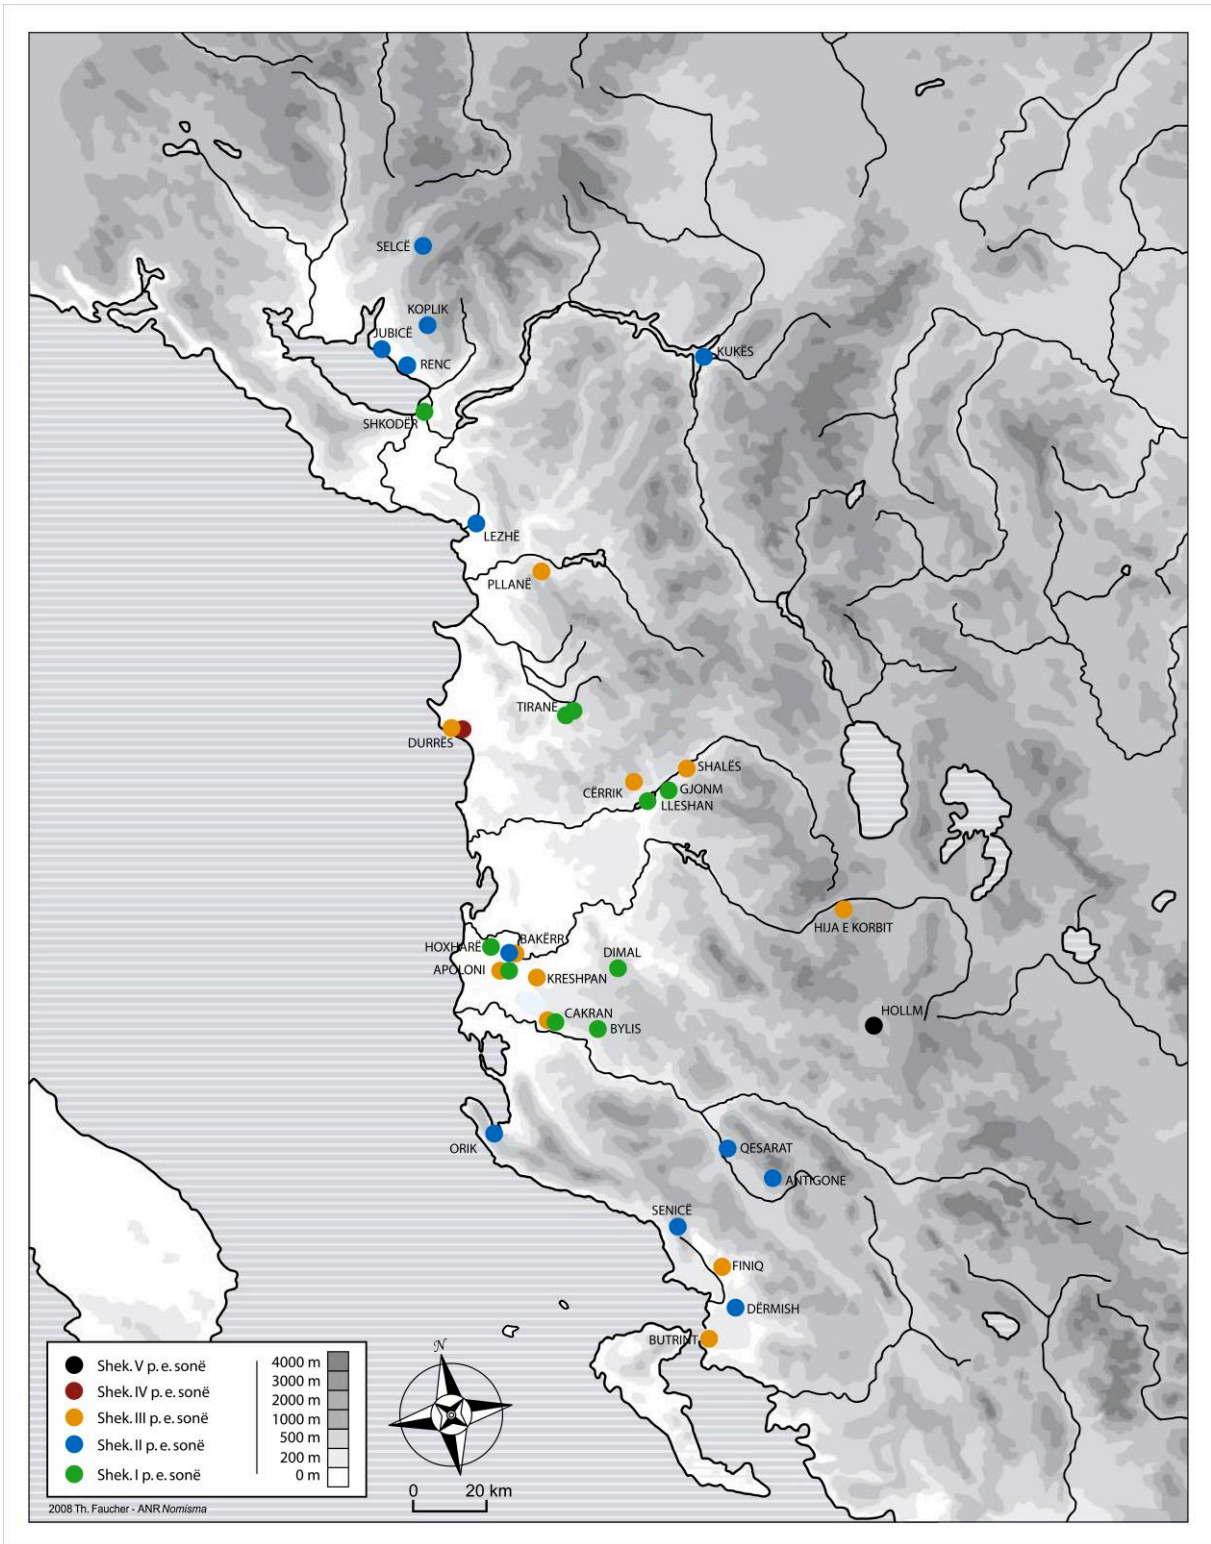 SELCË
KOPLIK
JUBICË
RENC
KUKËS
SHKODËR
LEZHË
PLLANË
TIRANË
DURRËS
SHALËS
CËRRIK
GJONM
LLESHAN
HIJA E KORBIT
HOXHARË
BAKËRR
DIMAL
APOLONI
KRESHPAN
CAKRAN
BYLIS
HOLLM
ORIK
QESARAT
ANTIGONE
SENICË
FINIQ
DËRMISH
BUTRINT
Shek. V p. e. sonë
Shek. IV p. e. sonë
Shek. III p. e. sonë
Shek. II p. e. sonë
Shek. I p. e. sonë
4000 m
3000 m
2000 m
1000 m
500 m
200 m
0 m
N
0 20 km
2008 Th. Faucher - ANR Nomisma